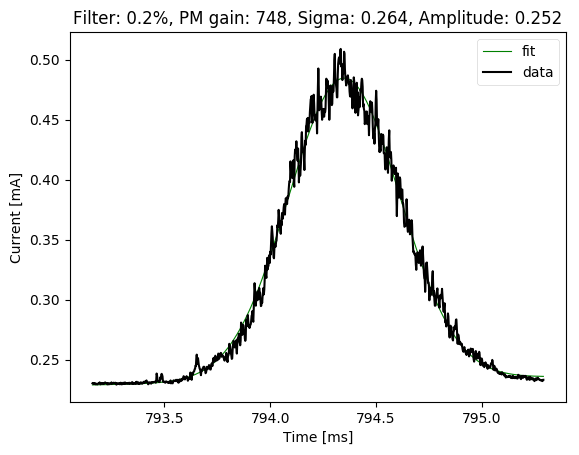 Filter: 0.2%, PM gain: 748, Sigma: 0.264, Amplitude: 0.252
fit
data
Current [mA]
0.50
0.45
0.40
0.35
0.30
0.25
793.5
794.0
794.5
795.0
Time [ms]